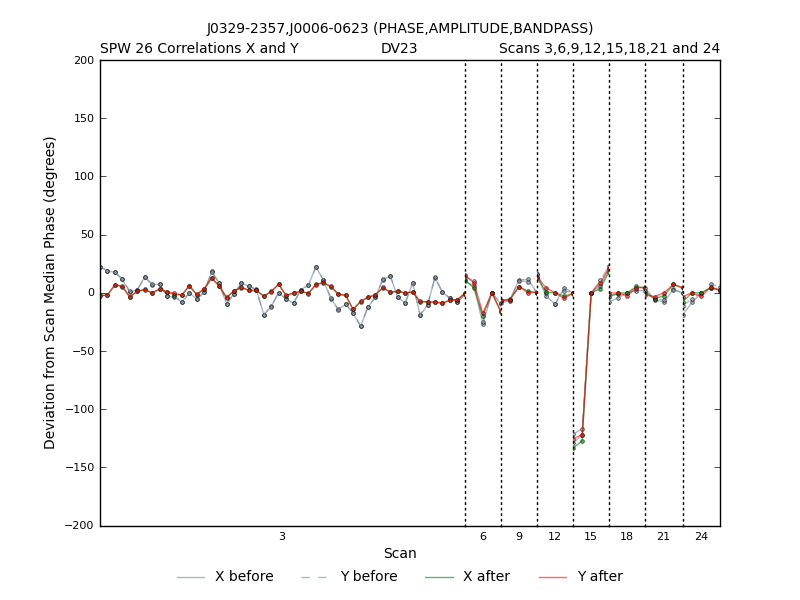 J0329-2357,J0006-0623 (PHASE,AMPLITUDE,BANDPASS)
SPW 26 Correlations X and Y DV23 Scans 3,6,9,12,15,18,21 and 24
200
150
100
50
0
−50
−100
−150
−200
Deviation from Scan Median Phase (degrees)
3 6 9 12 15 18 21 24
Scan
X before Y before X after Y after